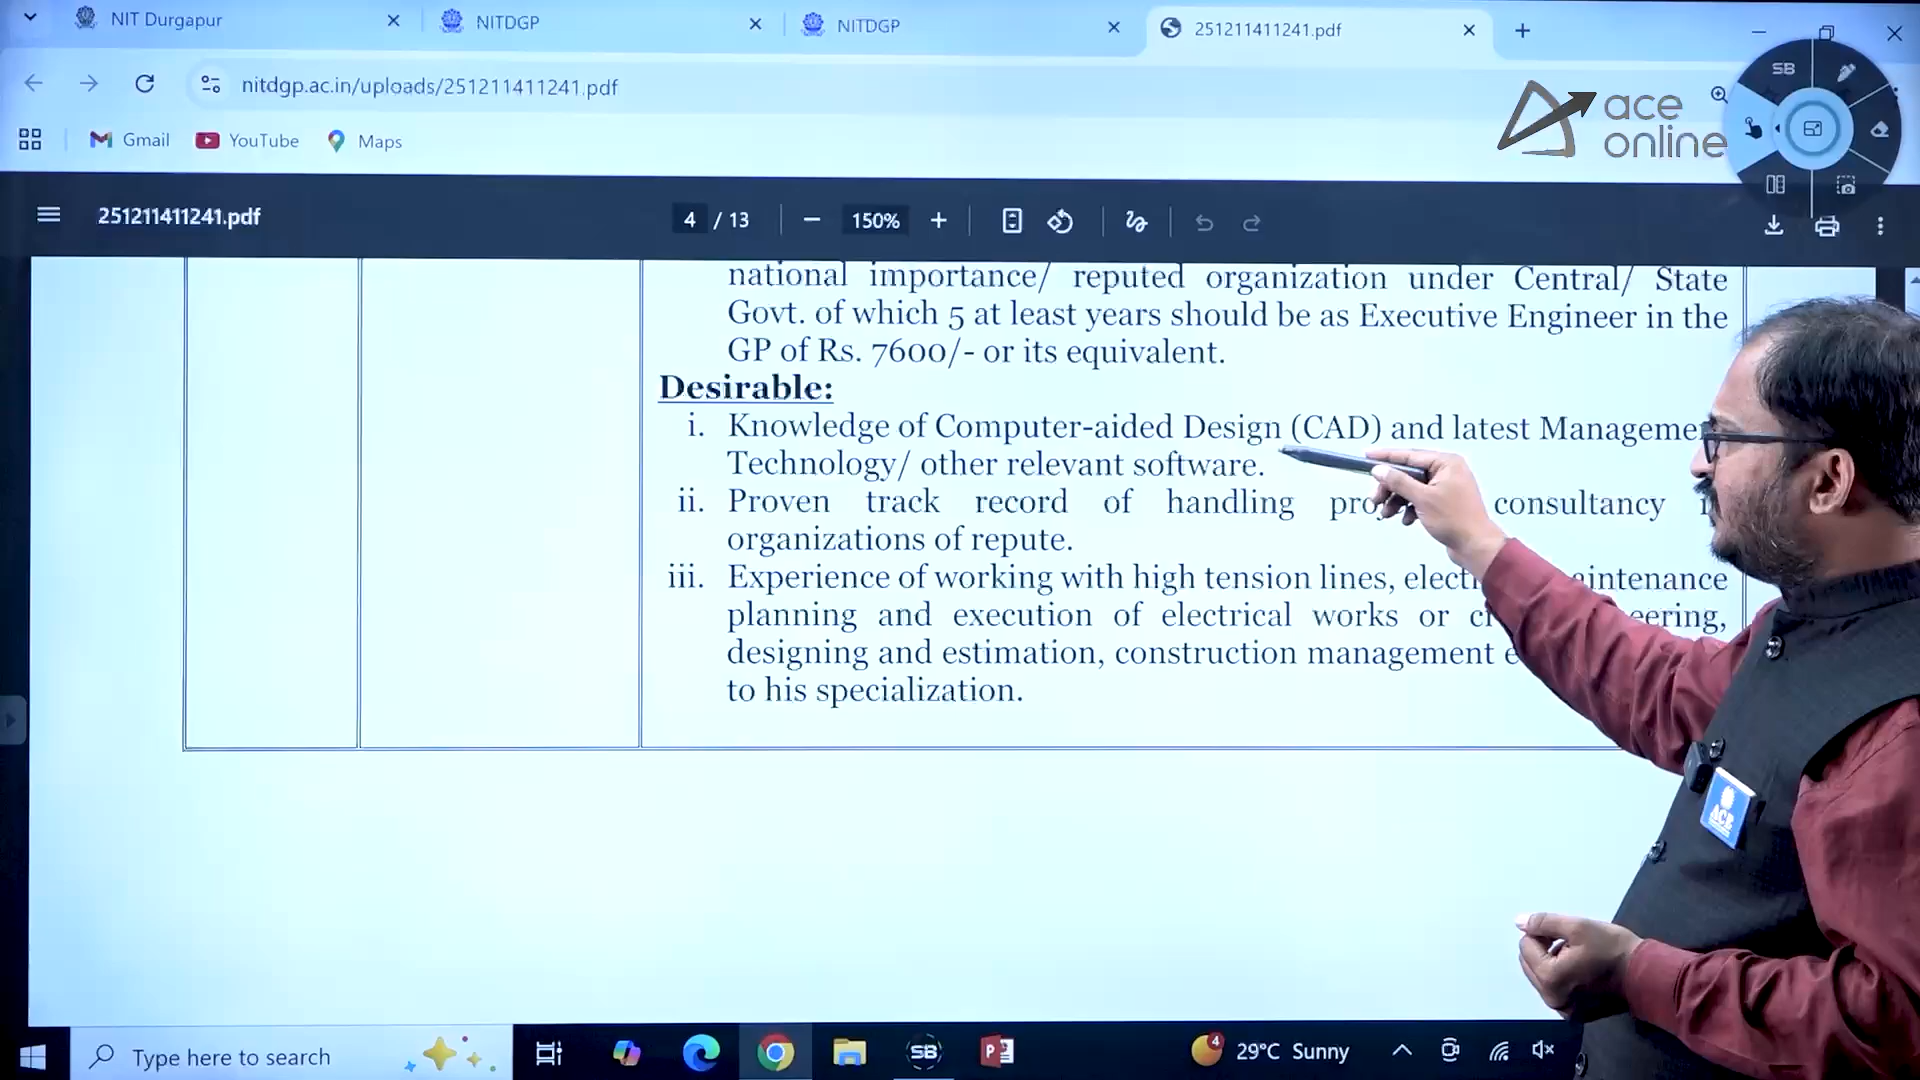 NIT Durgapur
NITDGP
NITDGP
251211411241.pdf
nitdgp.ac.in/uploads/251211411241.pdf
SB
ace
online
Gmail
YouTube
Maps
251211411241.pdf
4 / 13
150%
national importance/ reputed organization under Central/ State
Govt. of which 5 at least years should be as Executive Engineer in the
GP of Rs. 7600/- or its equivalent.
Desirable:
i. Knowledge of Computer-aided Design (CAD) and latest
Technology/ other relevant software.
ii. Proven track record of handling consultancy
organizations of repute.
iii. Experience of working with high tension lines,
planning and execution of electrical works or
designing and estimation, construction management
to his specialization.
ACE
Type here to search
SB
P
4
29°C Sunny